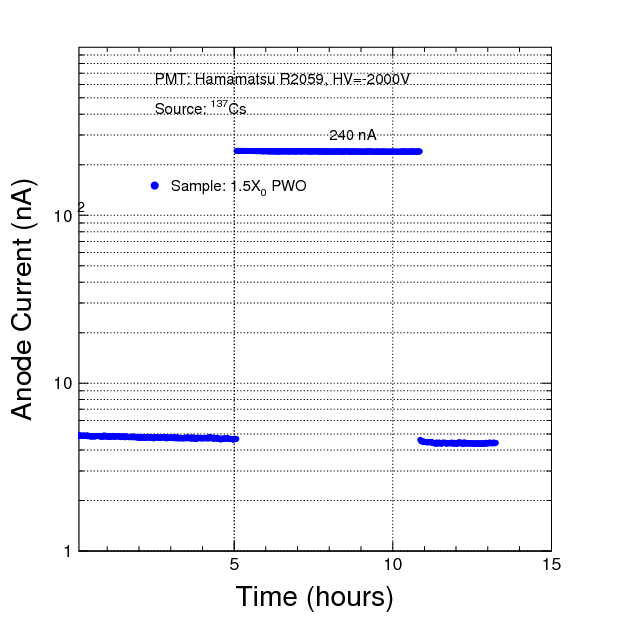 PMT: Hamamatsu R2059, HV=-2000V
Source: ¹³⁷Cs
240 nA
Sample: 1.5X₀ PWO
Anode Current (nA)
10²
10
1
5 10 15
Time (hours)